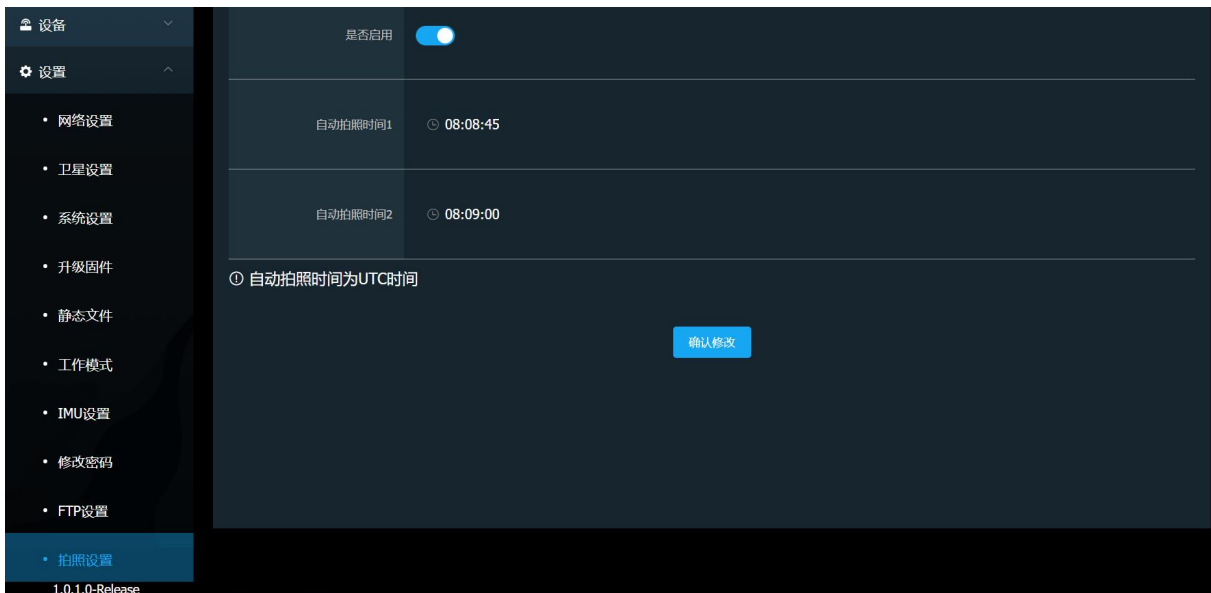 设备
设置
网络设置
卫星设置
系统设置
升级固件
静态文件
工作模式
IMU设置
修改密码
FTP设置
拍照设置
1.0.1.0-Release
是否启用
自动拍照时间1 08:08:45
自动拍照时间2 08:09:00
自动拍照时间为UTC时间
确认修改